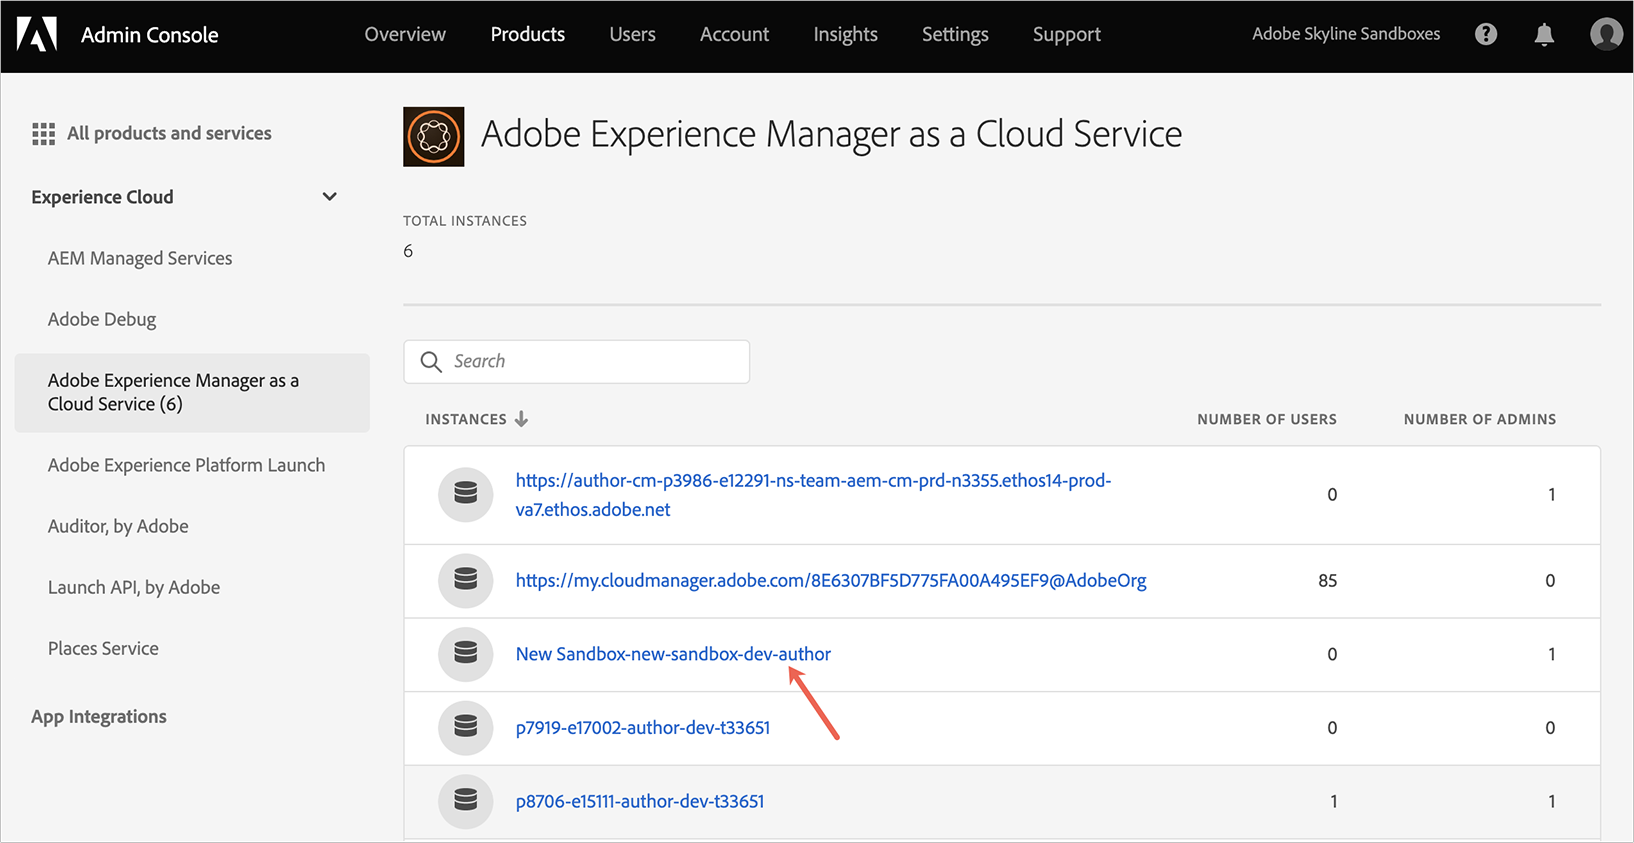 Admin Console
Overview
Products
Users
Account
Insights
Settings
Support
Adobe Skyline Sandboxes
?
All products and services
Experience Cloud
AEM Managed Services
Adobe Debug
Adobe Experience Manager as a
Cloud Service (6)
Adobe Experience Platform Launch
Auditor, by Adobe
Launch API, by Adobe
Places Service
App Integrations
Adobe Experience Manager as a Cloud Service
TOTAL INSTANCES
6
Search
INSTANCES NUMBER OF USERS NUMBER OF ADMINS
https://author-cm-p3986-e12291-ns-team-aem-cm-prd-n3355.ethos14-prod-
va7.ethos.adobe.net 0 1
https://my.cloudmanager.adobe.com/8E6307BF5D775FA00A495EF9@AdobeOrg 85 0
New Sandbox-new-sandbox-dev-author 0 1
p7919-e17002-author-dev-t33651 0 0
p8706-e15111-author-dev-t33651 1 1